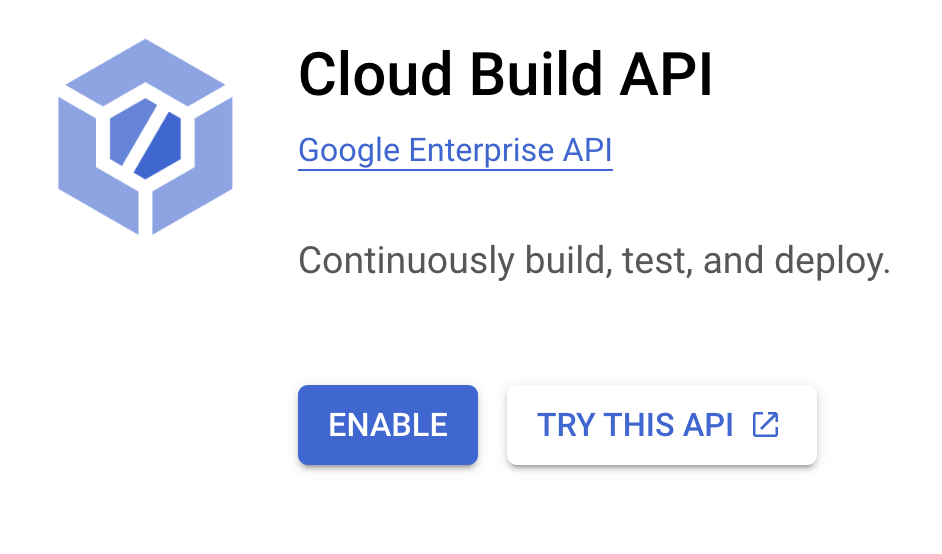 Cloud Build API
Google Enterprise API
Continuously build, test, and deploy.
ENABLE
TRY THIS API